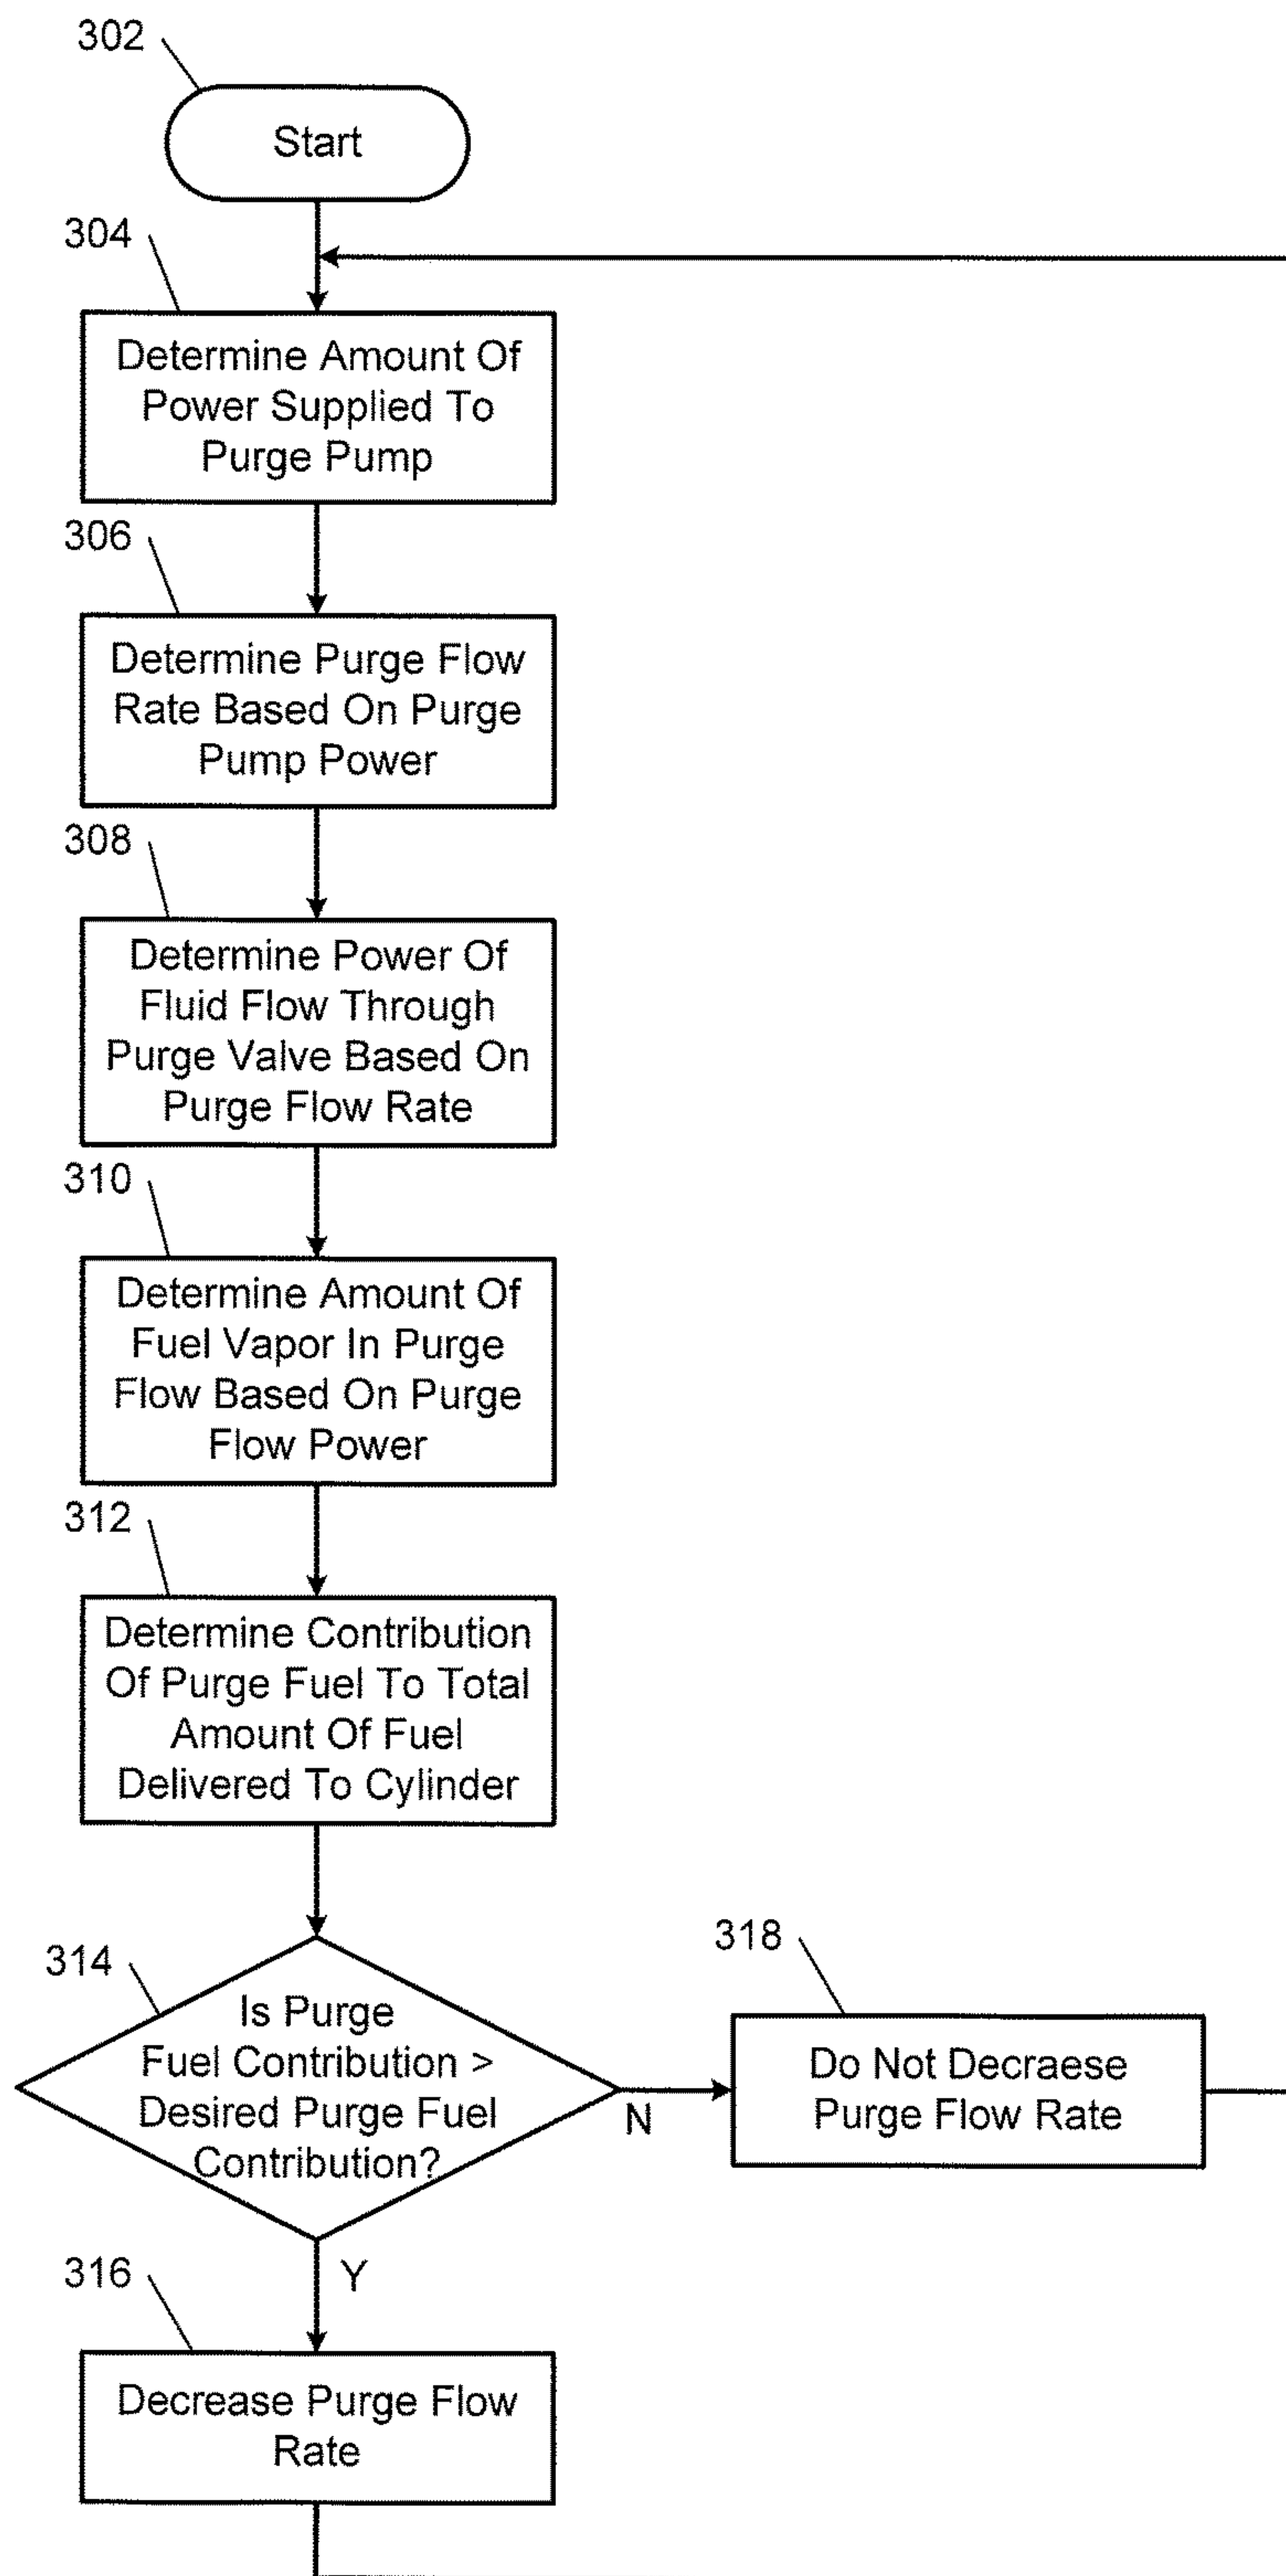 302
Start
304
Determine Amount Of
Power Supplied To
Purge Pump
306
Determine Purge Flow
Rate Based On Purge
Pump Power
308
Determine Power Of
Fluid Flow Through
Purge Valve Based On
Purge Flow Rate
310
Determine Amount Of
Fuel Vapor In Purge
Flow Based On Purge
Flow Power
312
Determine Contribution
Of Purge Fuel To Total
Amount Of Fuel
Delivered To Cylinder
314
Is Purge
Fuel Contribution >
Desired Purge Fuel
Contribution?
N
318
Do Not Decraese
Purge Flow Rate
Y
316
Decrease Purge Flow
Rate